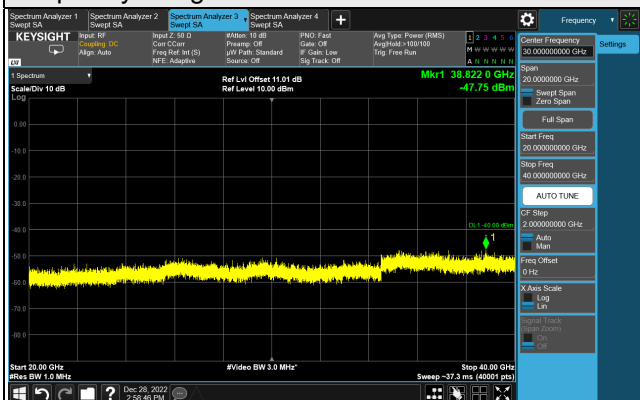 Spectrum Analyzer 1
Swept SA
Spectrum Analyzer 2
Swept SA
Spectrum Analyzer 3
Swept SA
Spectrum Analyzer 4
Swept SA
Frequency
KEYSIGHT
Input: RF
Coupling: DC
Align: Auto
Input Z: 50 Ω
Corr CCorr
Freq Ref: Int (S)
NFE: Adaptive
#Atten: 10 dB
Preamp: Off
µW Path: Standard
Source: Off
PNO: Fast
Gate: Off
IF Gain: Low
Sig Track: Off
Avg Type: Power (RMS)
Avg|Hold:>100/100
Trig: Free Run
1 2 3 4 5 6
M W W W W W
A N N N N N
LXI
1 Spectrum
Scale/Div 10 dB
Log
Ref Lvl Offset 11.01 dB
Ref Level 10.00 dBm
Mkr1 38.822 0 GHz
-47.75 dBm
0.00
-10.0
-20.0
-30.0
-40.0
-50.0
-60.0
-70.0
-80.0
DL1 -40.00 dBm
1
Start 20.00 GHz
#Res BW 1.0 MHz
#Video BW 3.0 MHz*
Stop 40.00 GHz
Sweep ~37.3 ms (40001 pts)
Center Frequency
30.000000000 GHz
Settings
Span
20.0000000 GHz
Swept Span
Zero Span
Full Span
Start Freq
20.000000000 GHz
Stop Freq
40.000000000 GHz
AUTO TUNE
CF Step
2.000000000 GHz
Auto
Man
Freq Offset
0 Hz
X Axis Scale
Log
Lin
Signal Track
(Span Zoom)
On
Off
Dec 28, 2022
2:58:46 PM